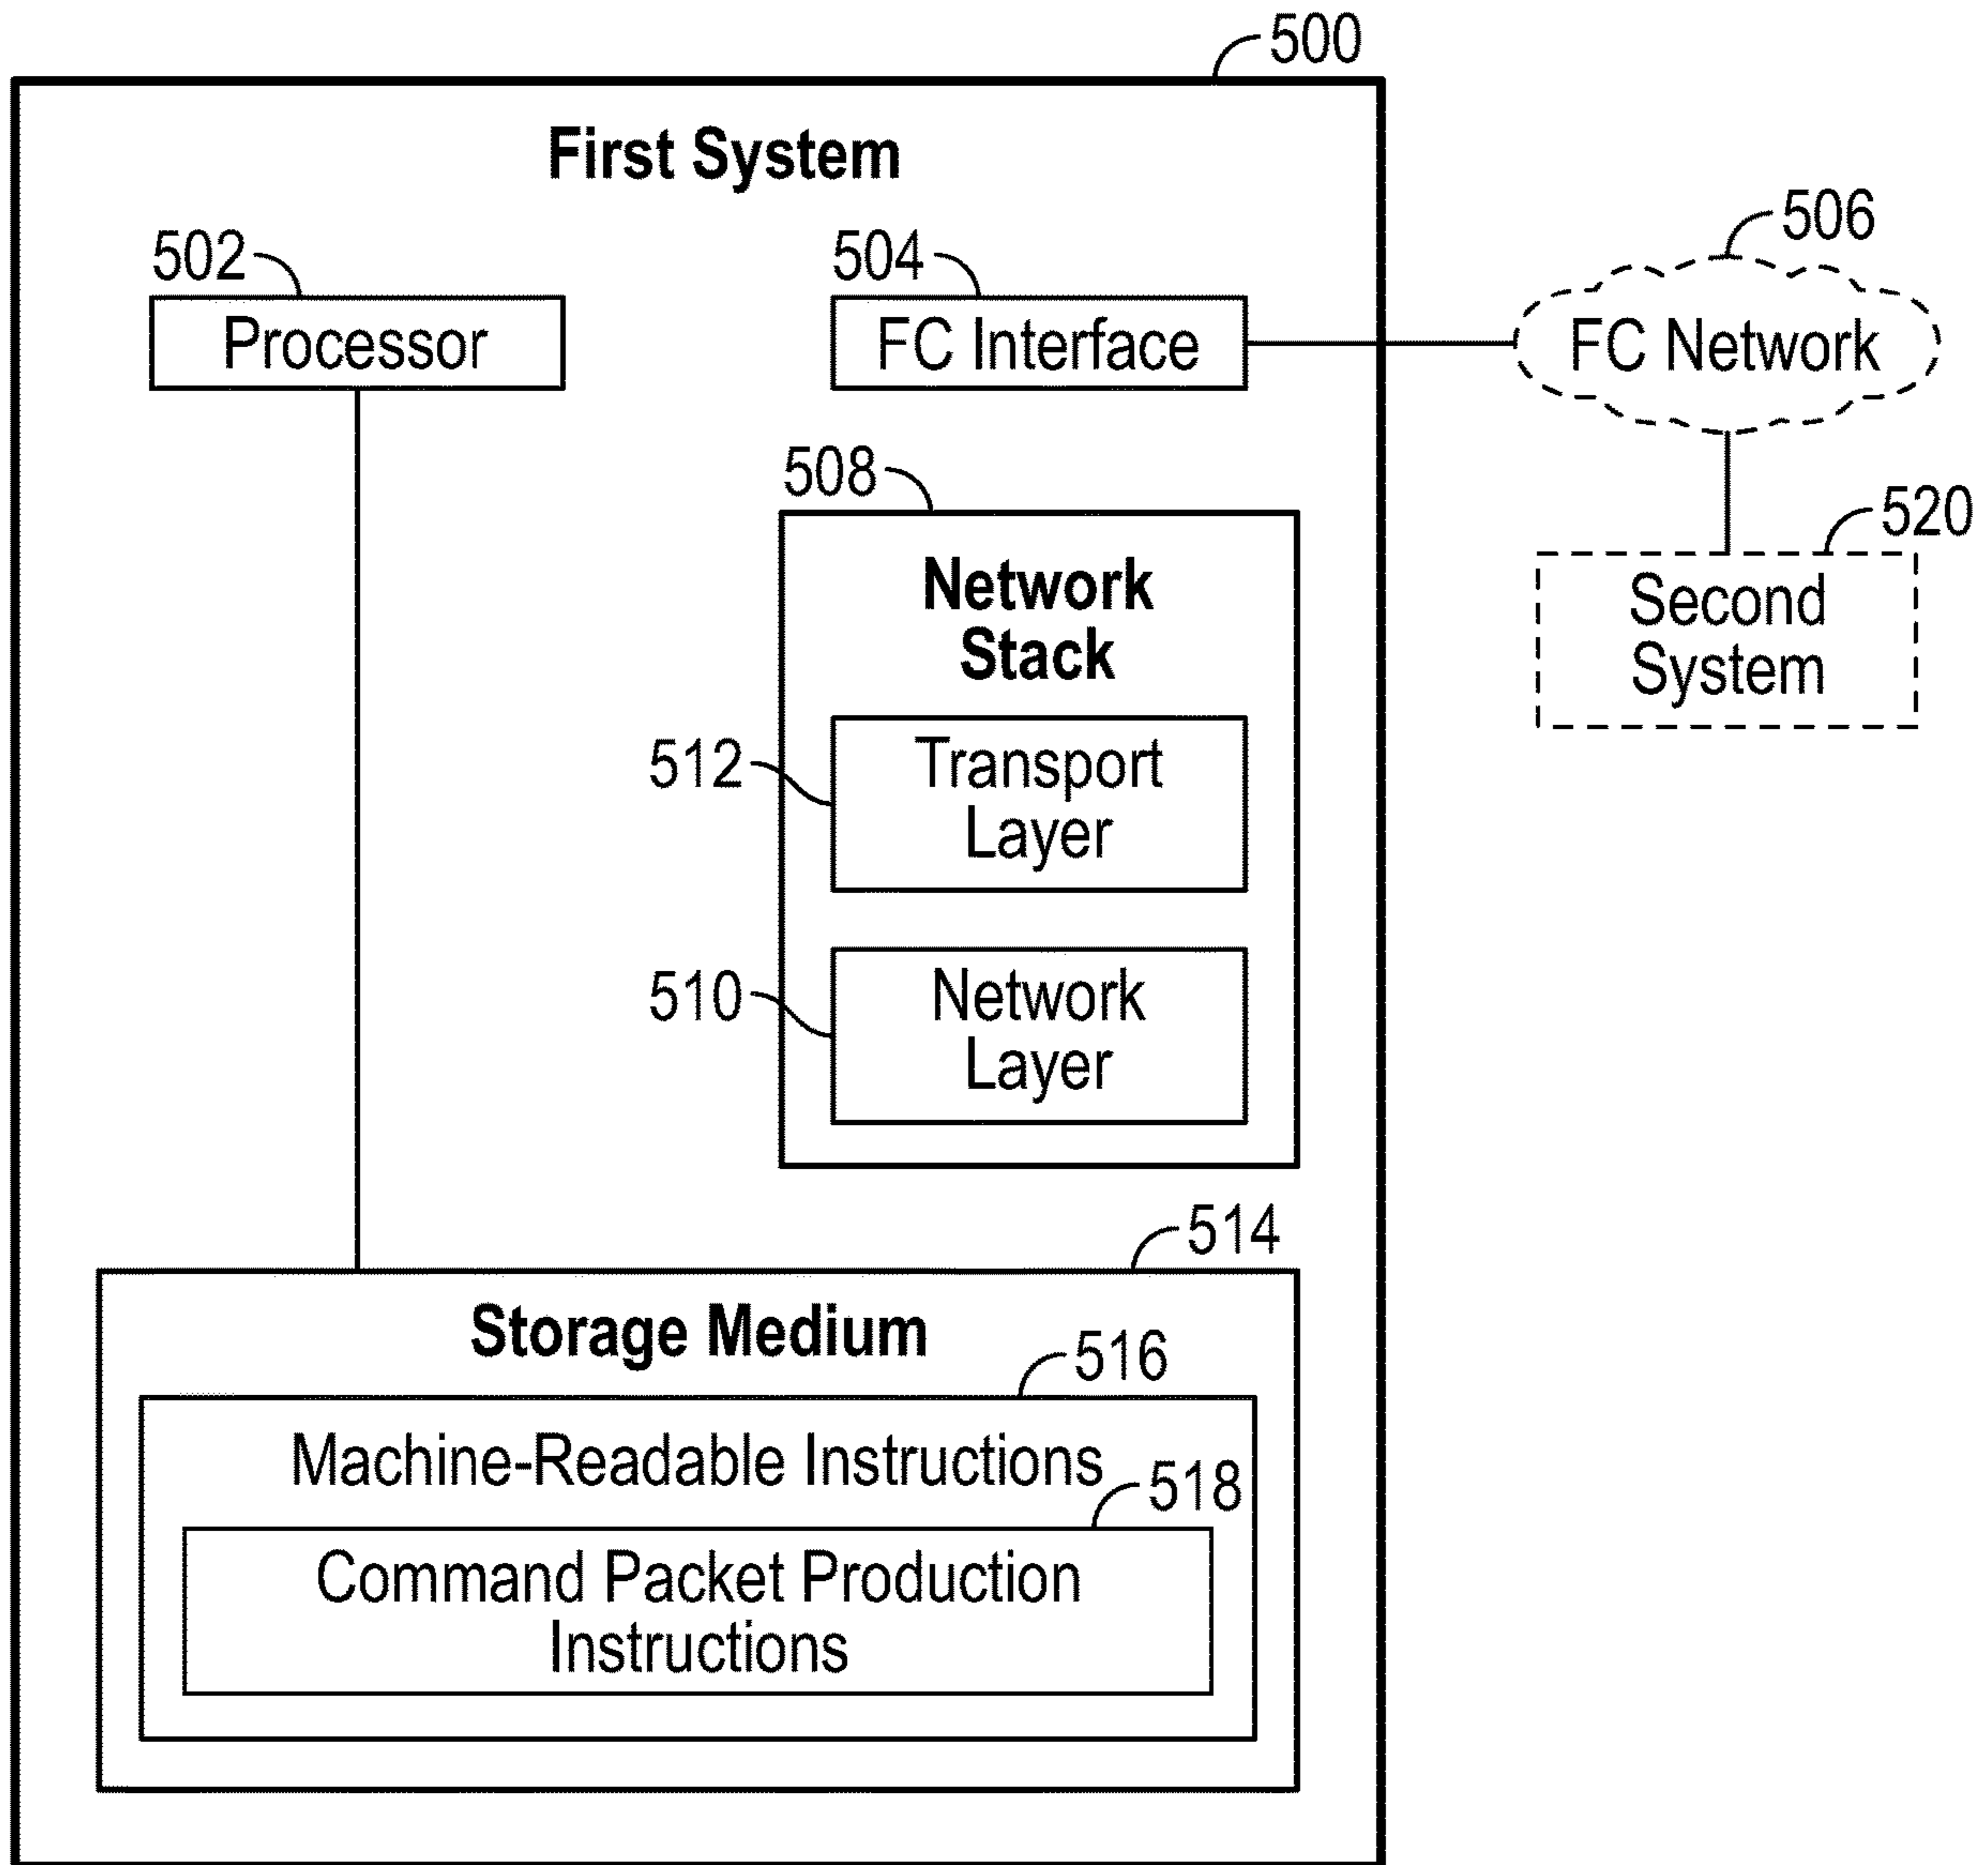 500
First System
502
504
506
Processor
FC Interface
FC Network
508
520
Network
Stack
Second
System
512
Transport
Layer
510
Network
Layer
514
Storage Medium
516
Machine-Readable Instructions
518
Command Packet Production
Instructions